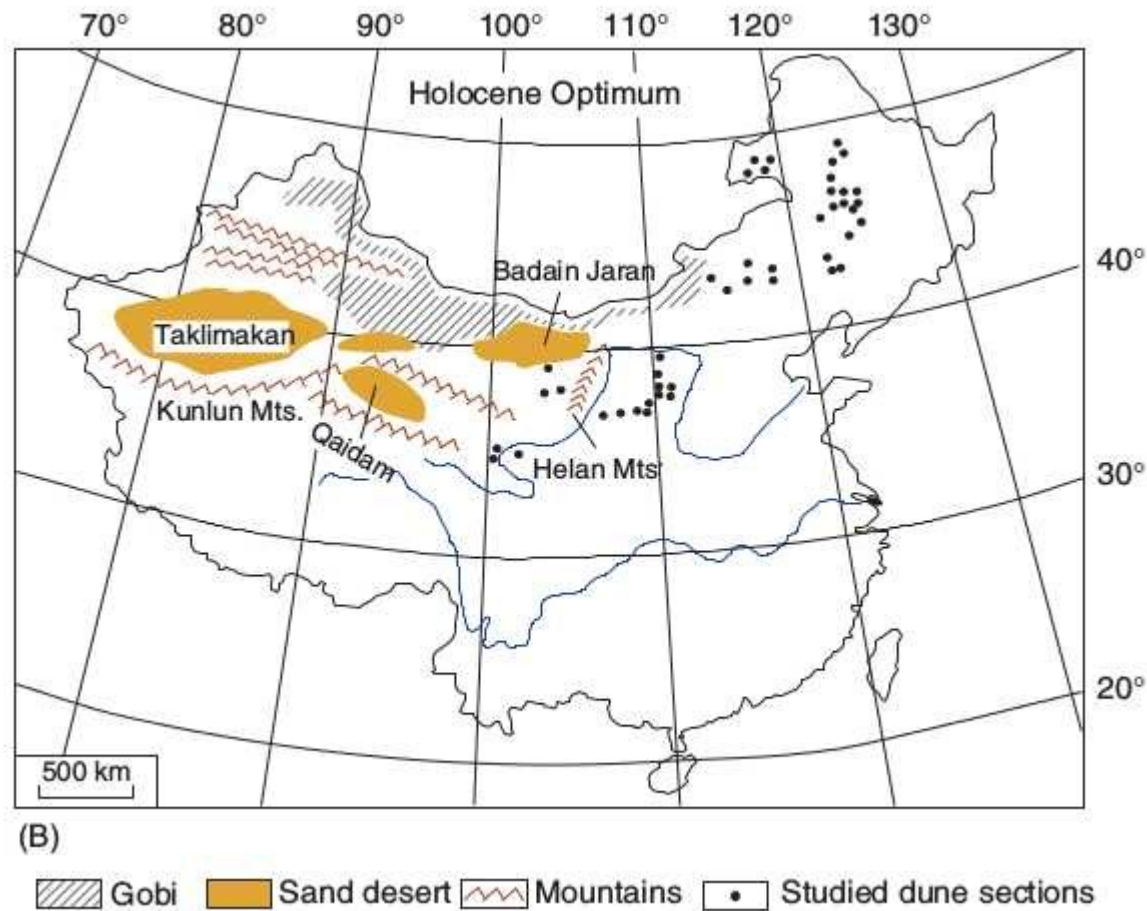 70° 80° 90° 100° 110° 120° 130°
Holocene Optimum
40°
Badain Jaran
Taklimakan
Kunlun Mts.
Qaidam
Helan Mts
30°
20°
500 km
(B)
Gobi Sand desert Mountains Studied dune sections